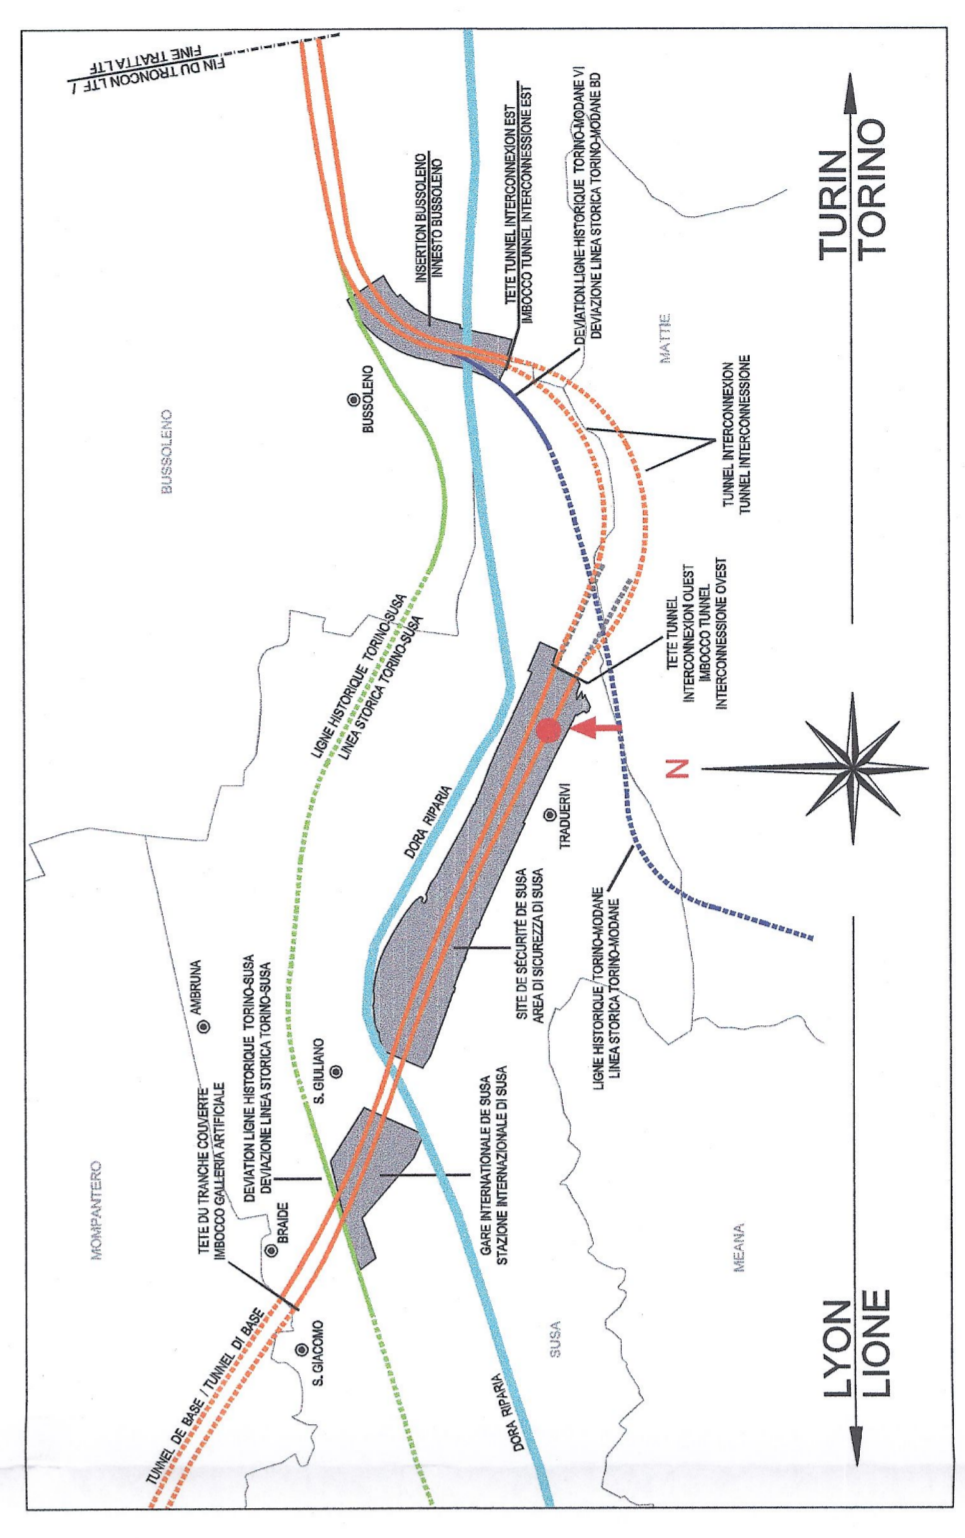 FIN DU TRONCON LTF /
FINE TRATTA LTF
INSERTION BUSSOLENO
INNESTO BUSSOLENO
TETE TUNNEL INTERCONNEXION EST
IMBOCCO TUNNEL INTERCONNESSIONE EST
DEVIATION LIGNE HISTORIQUE TORINO-MODANE VI
DEVIAZIONE LINEA STORICA TORINO-MODANE BD
TURIN
TORINO
MATTIE
BUSSOLENO
BUSSOLENO
TUNNEL INTERCONNEXION
TUNNEL INTERCONNESSIONE
LIGNE HISTORIQUE TORINO-SUSA
LINEA STORICA TORINO-SUSA
TETE TUNNEL
INTERCONNEXION OUEST
IMBOCCO TUNNEL
INTERCONNESSIONE OVEST
N
DORA RIPARIA
TRADUERIVI
SITE DE SÉCURITÉ DE SUSA
AREA DI SICUREZZA DI SUSA
LIGNE HISTORIQUE TORINO-MODANE
LINEA STORICA TORINO-MODANE
AMBRUNA
DEVIATION LIGNE HISTORIQUE TORINO-SUSA
DEVIAZIONE LINEA STORICA TORINO-SUSA
S. GIULIANO
TETE DU TRANCHE COUVERTE
IMBOCCO GALLERIA ARTIFICIALE
GARE INTERNATIONALE DE SUSA
STAZIONE INTERNAZIONALE DI SUSA
MOMPANTERO
BRAIDE
MEANA
TUNNEL DE BASE / TUNNEL DI BASE
S. GIACOMO
SUSA
DORA RIPARIA
LYON
LIONE